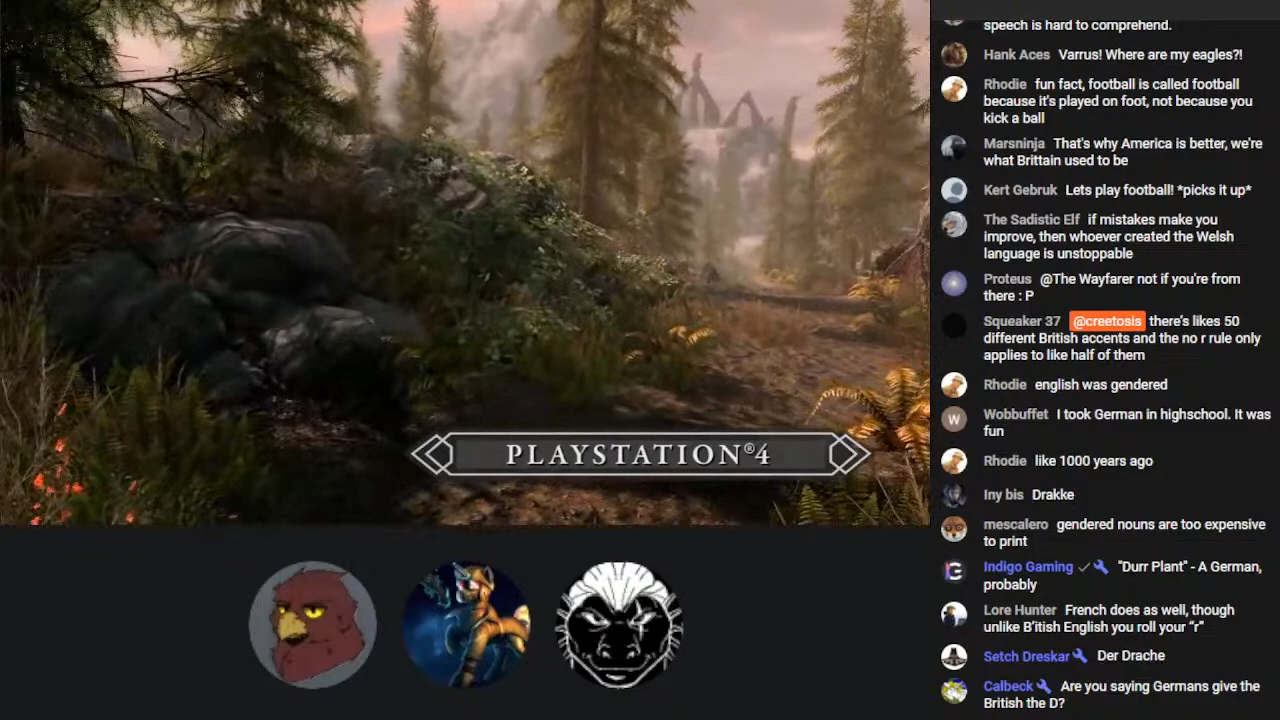 speech is hard to comprehend.
Hank Aces Varrus! Where are my eagles?!
Rhodie fun fact, football is called football
because it's played on foot, not because you
kick a ball
Marsninja That's why America is better, we're
what Brittain used to be
Kert Gebruk Lets play football! *picks it up*
The Sadistic Elf if mistakes make you
improve, then whoever created the Welsh
language is unstoppable
Proteus @The Wayfarer not if you're from
there : P
Squeaker 37 @creetosis there's likes 50
different British accents and the no r rule only
applies to like half of them
Rhodie english was gendered
W
Wobbuffet I took German in highschool. It was
fun
Rhodie like 1000 years ago
Iny bis Drakke
mescalero gendered nouns are too expensive
to print
Indigo Gaming "Durr Plant" - A German,
probably
Lore Hunter French does as well, though
unlike B'itish English you roll your “r”
Setch Dreskar Der Drache
Calbeck Are you saying Germans give the
British the D?
PLAYSTATION®4